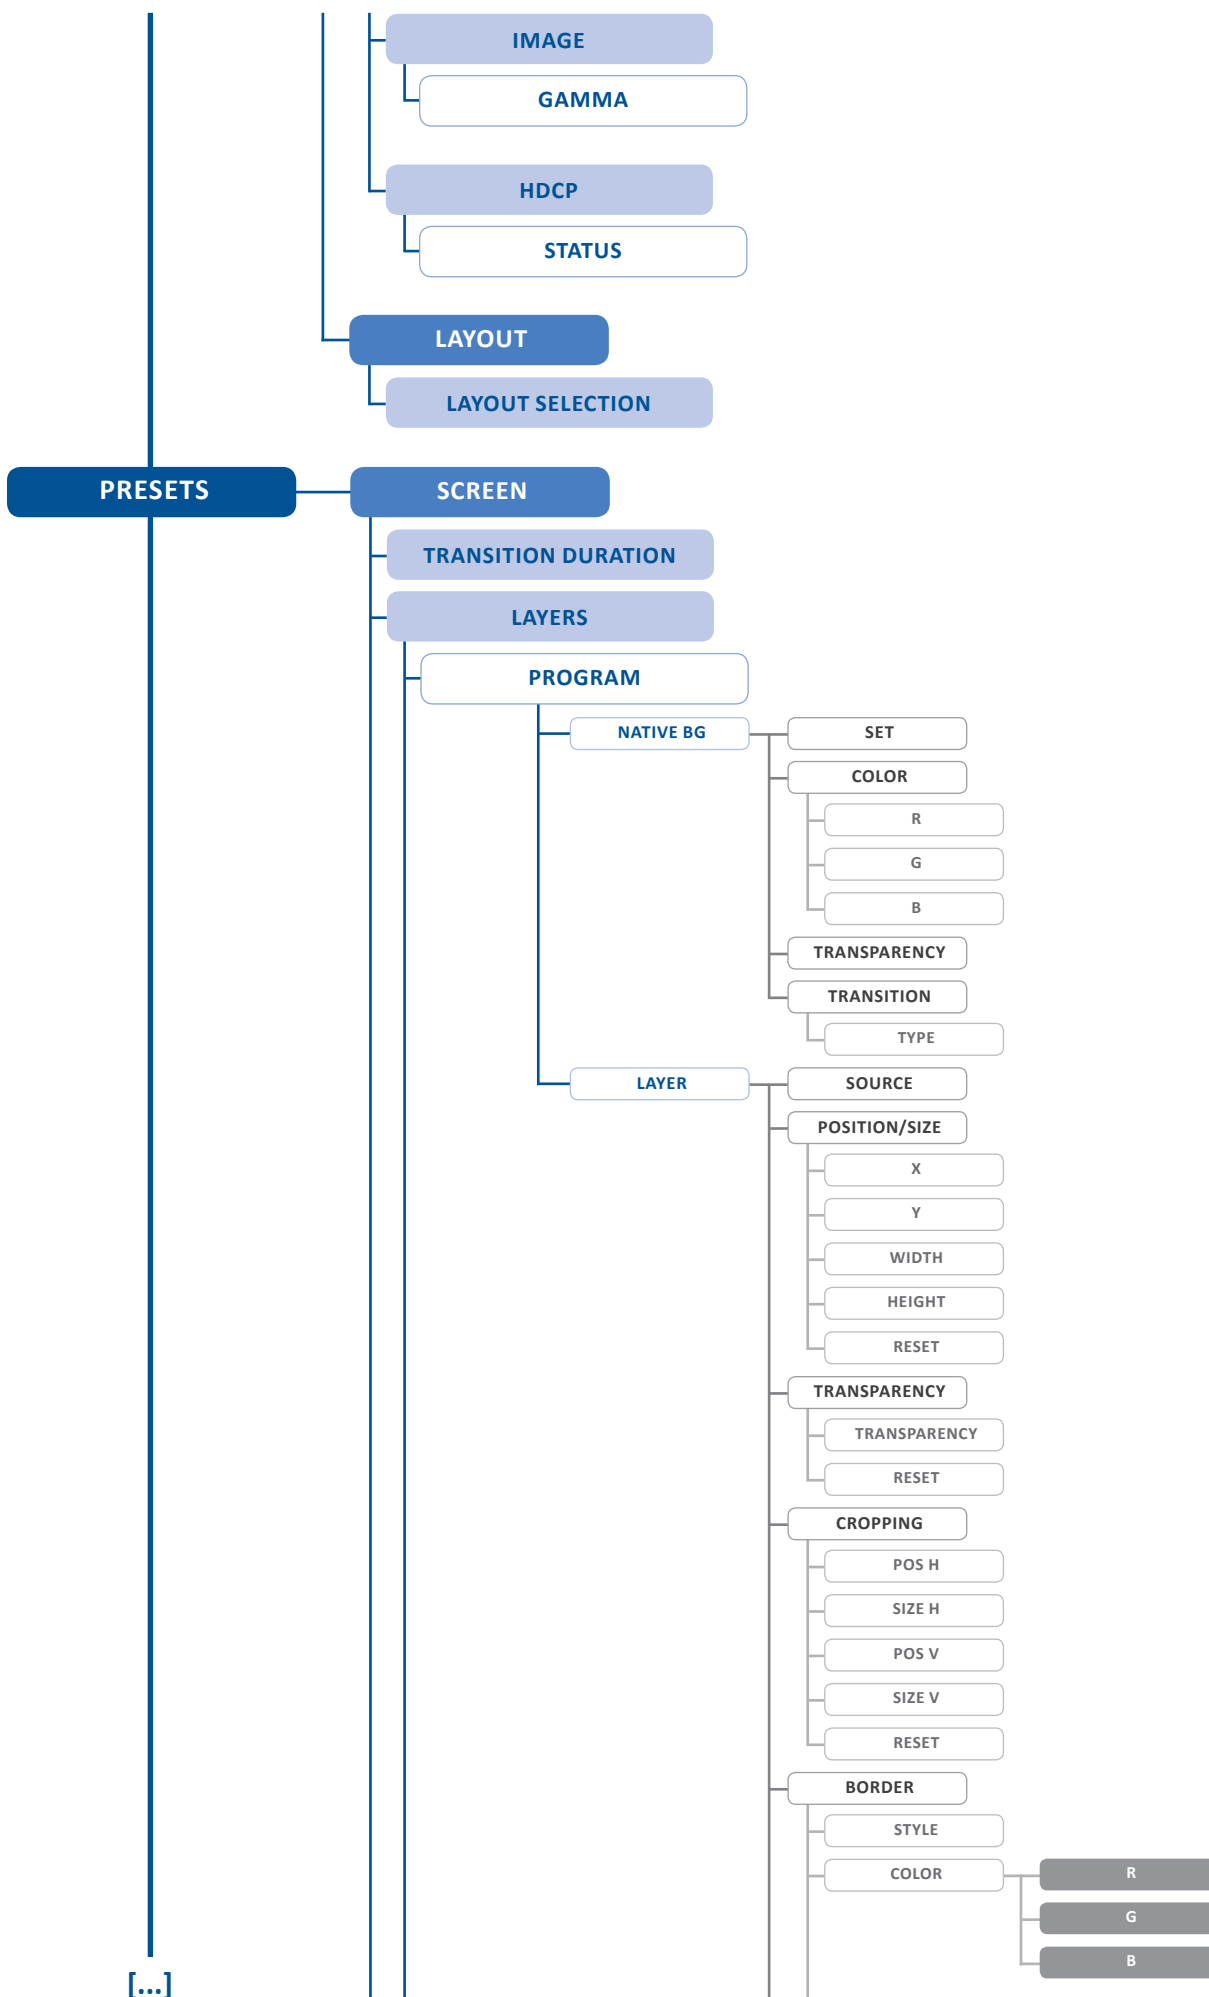 IMAGE
GAMMA
HDCP
STATUS
LAYOUT
LAYOUT SELECTION
PRESETS
SCREEN
TRANSITION DURATION
LAYERS
PROGRAM
NATIVE BG
SET
COLOR
R
G
B
TRANSPARENCY
TRANSITION
TYPE
LAYER
SOURCE
POSITION/SIZE
X
Y
WIDTH
HEIGHT
RESET
TRANSPARENCY
TRANSPARENCY
RESET
CROPPING
POS H
SIZE H
POS V
SIZE V
RESET
BORDER
STYLE
COLOR
R
G
B
[...]